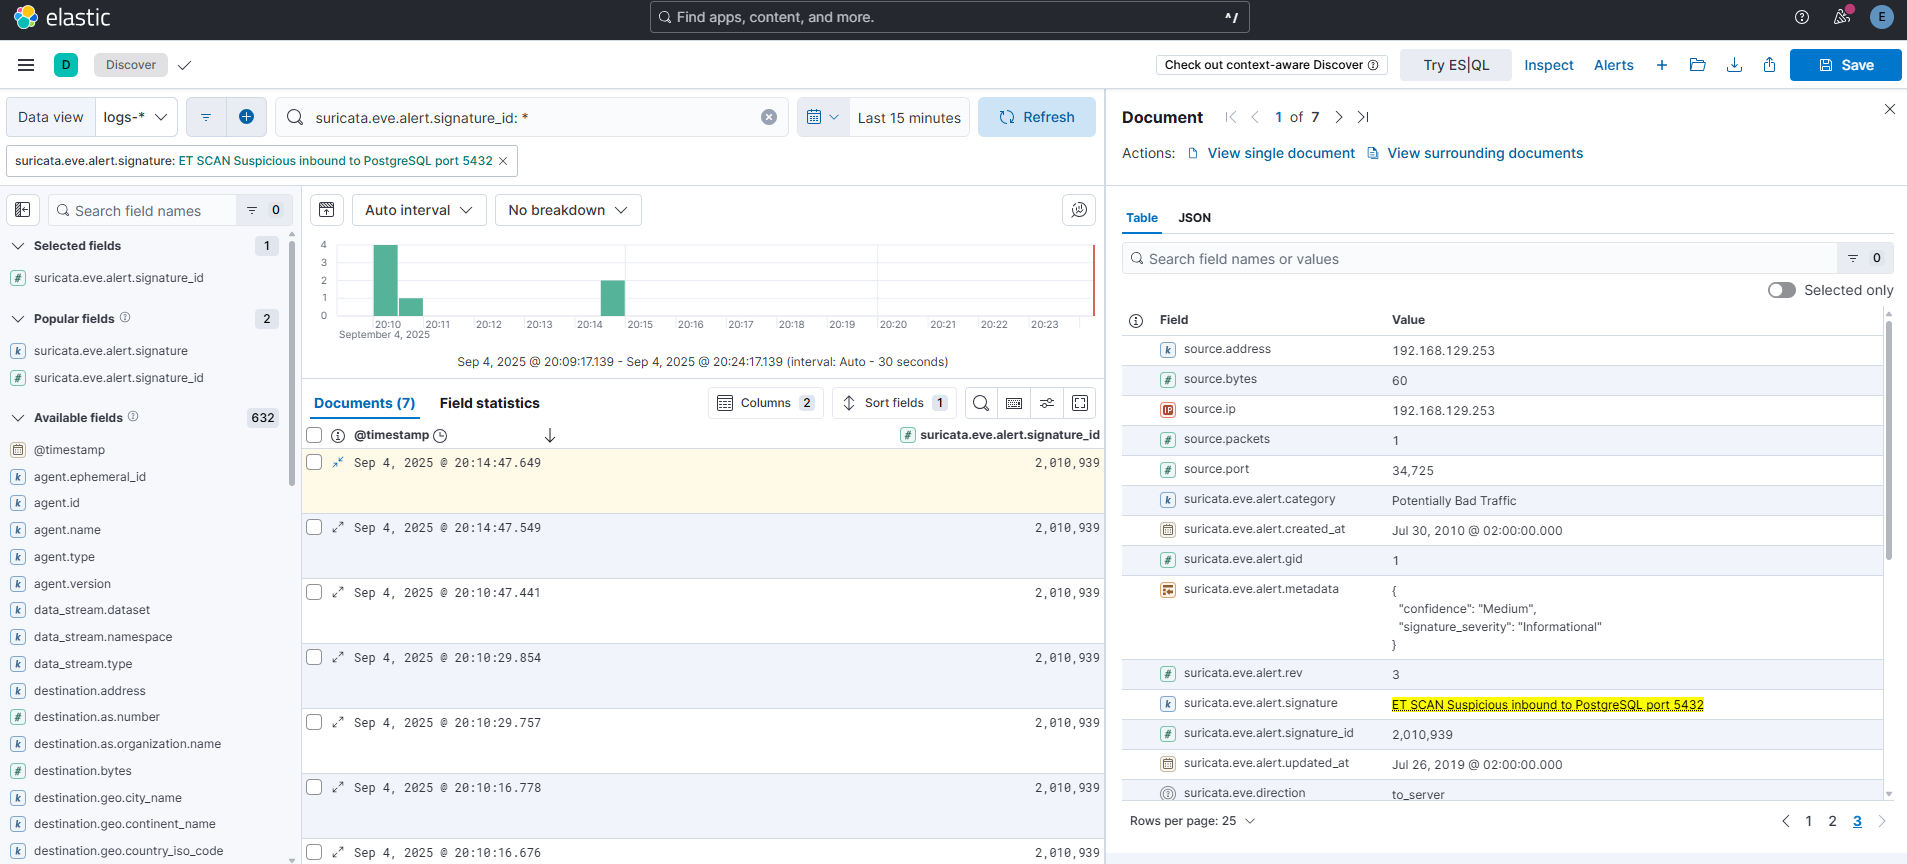 elastic
Find apps, content, and more.
^/
E
D
Discover
Check out context-aware Discover
Try ES|QL
Inspect
Alerts
Save
Data view
logs-*
suricata.eve.alert.signature_id: *
Last 15 minutes
Refresh
suricata.eve.alert.signature: ET SCAN Suspicious inbound to PostgreSQL port 5432
Search field names
0
Selected fields
1
suricata.eve.alert.signature_id
Popular fields
2
suricata.eve.alert.signature
suricata.eve.alert.signature_id
Available fields
632
@timestamp
agent.ephemeral_id
agent.id
agent.name
agent.type
agent.version
data_stream.dataset
data_stream.namespace
data_stream.type
destination.address
destination.as.number
destination.as.organization.name
destination.bytes
destination.geo.city_name
destination.geo.continent_name
destination.geo.country_iso_code
Auto interval
No breakdown
4
3
2
1
0
20:10 20:11 20:12 20:13 20:14 20:15 20:16 20:17 20:18 20:19 20:20 20:21 20:22 20:23
September 4, 2025
Sep 4, 2025 @ 20:09:17.139 - Sep 4, 2025 @ 20:24:17.139 (interval: Auto - 30 seconds)
Documents (7)
Field statistics
Columns 2
Sort fields 1
@timestamp
suricata.eve.alert.signature_id
Sep 4, 2025 @ 20:14:47.649 2,010,939
Sep 4, 2025 @ 20:14:47.549 2,010,939
Sep 4, 2025 @ 20:10:47.441 2,010,939
Sep 4, 2025 @ 20:10:29.854 2,010,939
Sep 4, 2025 @ 20:10:29.757 2,010,939
Sep 4, 2025 @ 20:10:16.778 2,010,939
Sep 4, 2025 @ 20:10:16.676 2,010,939
Document
1 of 7
Actions: View single document View surrounding documents
Table
JSON
Search field names or values
0
Selected only
Field Value
source.address 192.168.129.253
source.bytes 60
source.ip 192.168.129.253
source.packets 1
source.port 34,725
suricata.eve.alert.category Potentially Bad Traffic
suricata.eve.alert.created_at Jul 30, 2010 @ 02:00:00.000
suricata.eve.alert.gid 1
suricata.eve.alert.metadata {
"confidence": "Medium",
"signature_severity": "Informational"
}
suricata.eve.alert.rev 3
suricata.eve.alert.signature ET SCAN Suspicious inbound to PostgreSQL port 5432
suricata.eve.alert.signature_id 2,010,939
suricata.eve.alert.updated_at Jul 26, 2019 @ 02:00:00.000
suricata.eve.direction to_server
Rows per page: 25
1 2 3